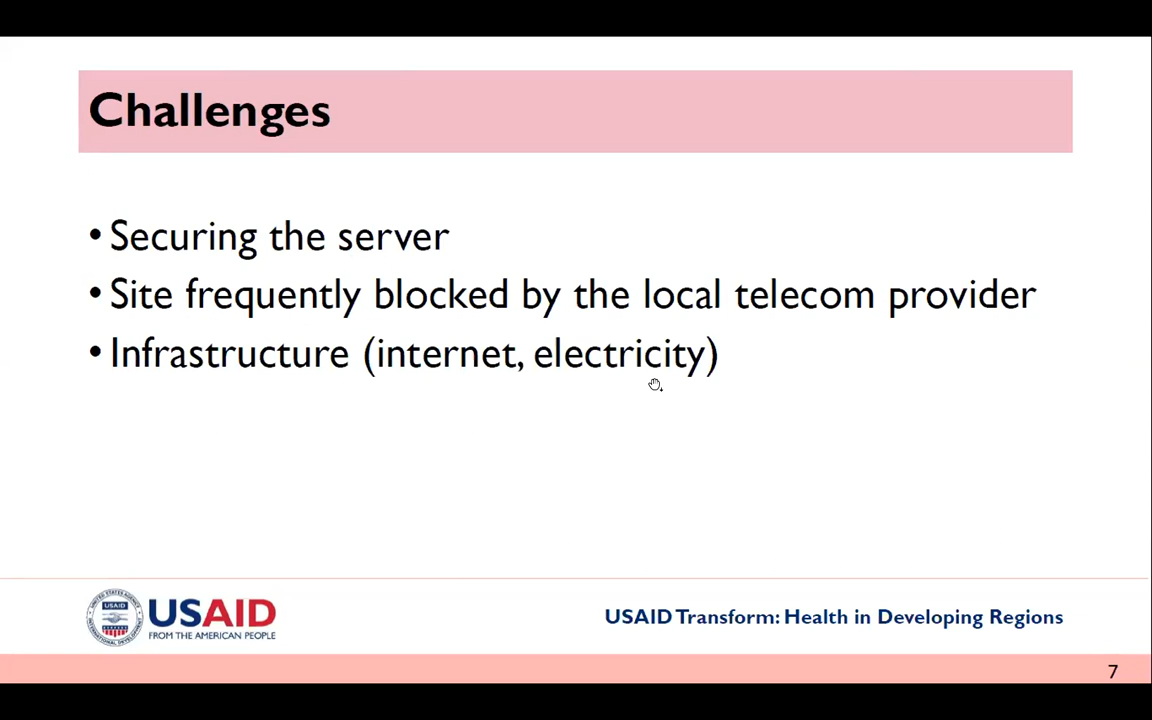 Challenges
• Securing the server
• Site frequently blocked by the local telecom provider
• Infrastructure (internet, electricity)
USAID
FROM THE AMERICAN PEOPLE
USAID Transform: Health in Developing Regions
7